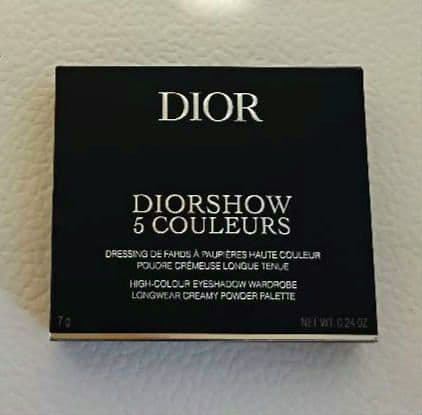 DIOR
DIORSHOW
5 COULEURS
DRESSING DE FARDS À PAUPIÈRES HAUTE COULEUR
POUDRE CRÉMEUSE LONGUE TENUE
HIGH-COLOUR EYESHADOW WARDROBE
LONGWEAR CREAMY POWDER PALETTE
7 g NET WT. 0.24 OZ